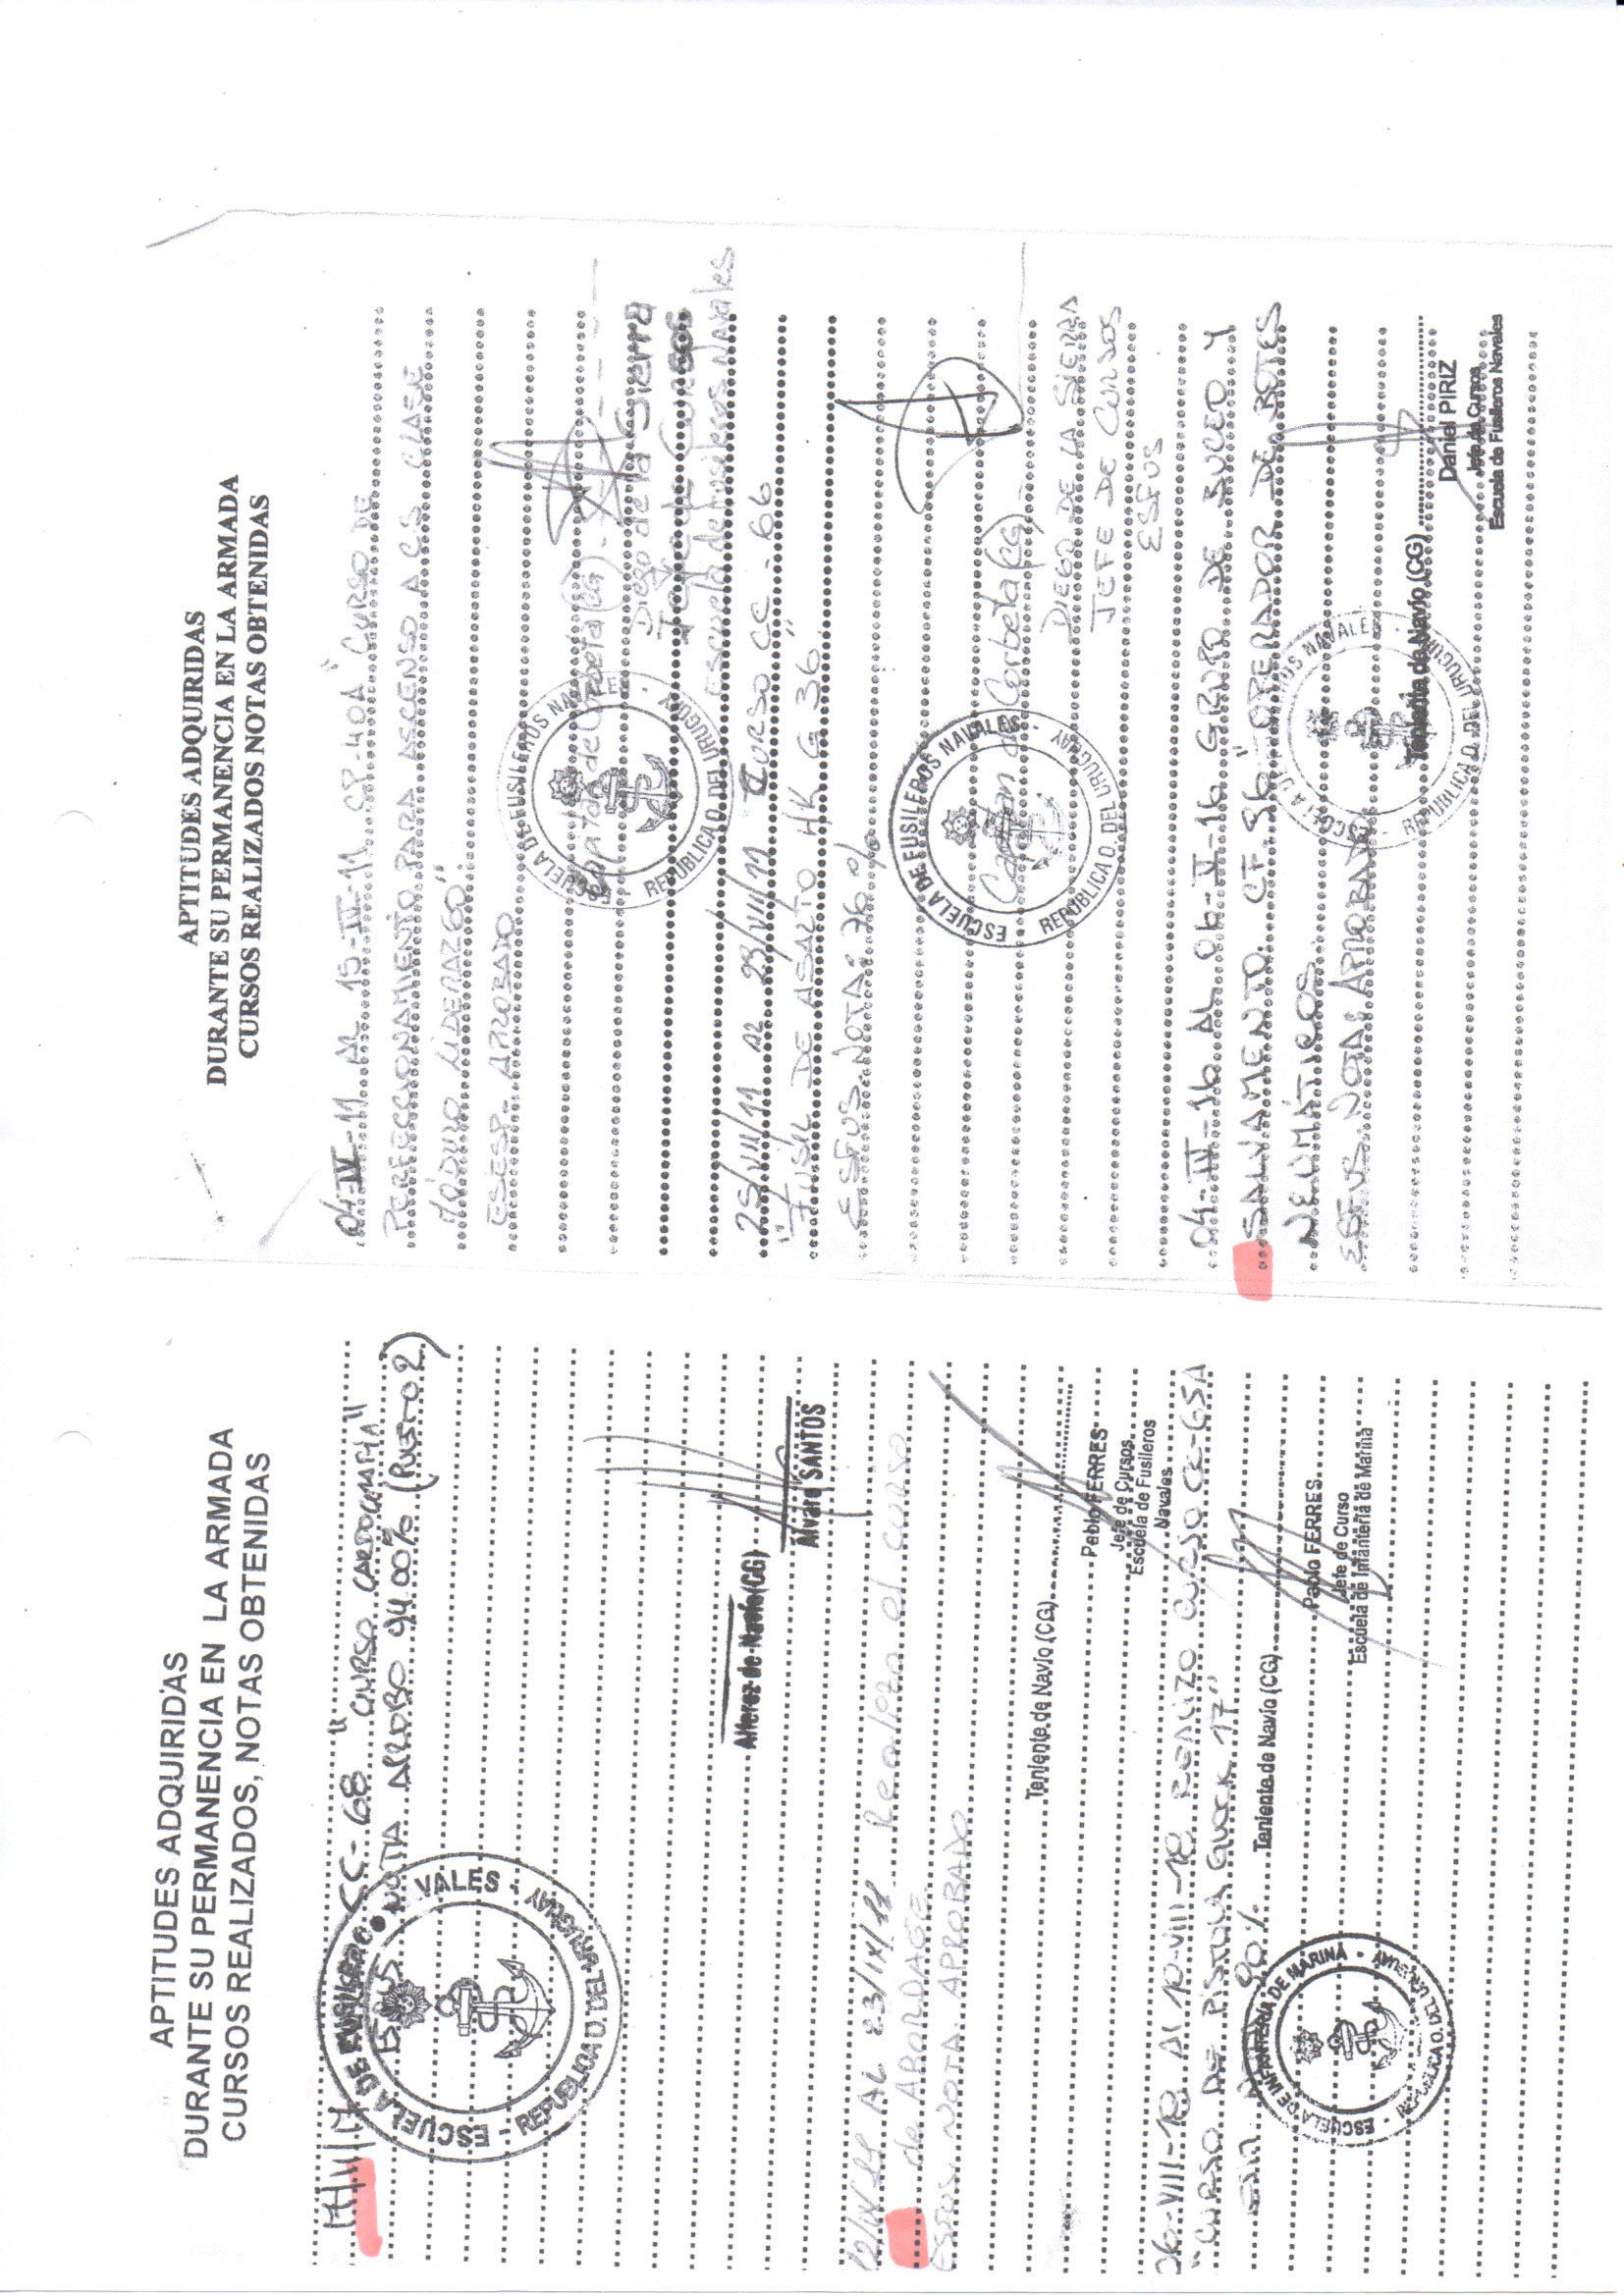 APTITUDES ADQUIRIDAS
DURANTE SU PERMANENCIA EN LA ARMADA
CURSOS REALIZADOS, NOTAS OBTENIDAS
17/11/17 CC-68 "CURSO CARTOGRAFIA"
ESFUS NOTA APROBO 94.00% (PUESTO 2)
ESCUELA DE FUSILEROS NAVALES
REPUBLICA O. DEL URUGUAY
Alferez de Navío (CG)
Alvaro SANTOS
12/IX/11 AL 23/IX/11 Realizo el curso
de ABORDAGE.
ESFUS. NOTA. APROBADO
Teniente de Navío (CG)
Pablo FERRES
Jefe de Cursos
Escuela de Fusileros
Navales
06-VIII-18 Al 10-VIII-18 REALIZO CURSO CC-65A
"CURSO DE PISTOLA GLOCK 17"
NOTA 90%
ESCUELA DE INFANTERIA DE MARINA
REPUBLICA O. DEL URUGUAY
Teniente de Navío (CG)
Pablo FERRES
Jefe de Curso
Escuela de Infantería de Marina
APTITUDES ADQUIRIDAS
DURANTE SU PERMANENCIA EN LA ARMADA
CURSOS REALIZADOS NOTAS OBTENIDAS
04-IV-11 AL 15-IV-11 CP-40A "CURSO DE
PERFECCIONAMIENTO PARA ASCENSO A C.S. CLASE
MÓDULO LIDERAZGO".
ESESP. APROBADO
ESCUELA DE FUSILEROS NAVALES
REPUBLICA O. DEL URUGUAY
Capitan de Corbeta (CG)
Diego de la Sierra
Jefe de Cursos
Escuela de Fusileros Navales
25/VII/11 AL 29/VII/11 CURSO CC-66
"FUSIL DE ASALTO HK G 36"
ESFUS. NOTA: 76 %
ESCUELA DE FUSILEROS NAVALES
REPUBLICA O. DEL URUGUAY
Capitan de Corbeta (CG)
DIEGO DE LA SIERRA
JEFE DE CURSOS
ESFUS
04-IV-16 AL 06-V-16 GRUPO DE BUCEO Y
SALVAMENTO. CF.96 "OPERADOR DE BOTES
NEUMÁTICOS.
ESFUS. NOTA: APROBADO
ESCUELA DE FUSILEROS NAVALES
REPUBLICA O. DEL URUGUAY
Teniente de Navío (CG)
Daniel PIRIZ
Jefe de Cursos
Escuela de Fusileros Navales